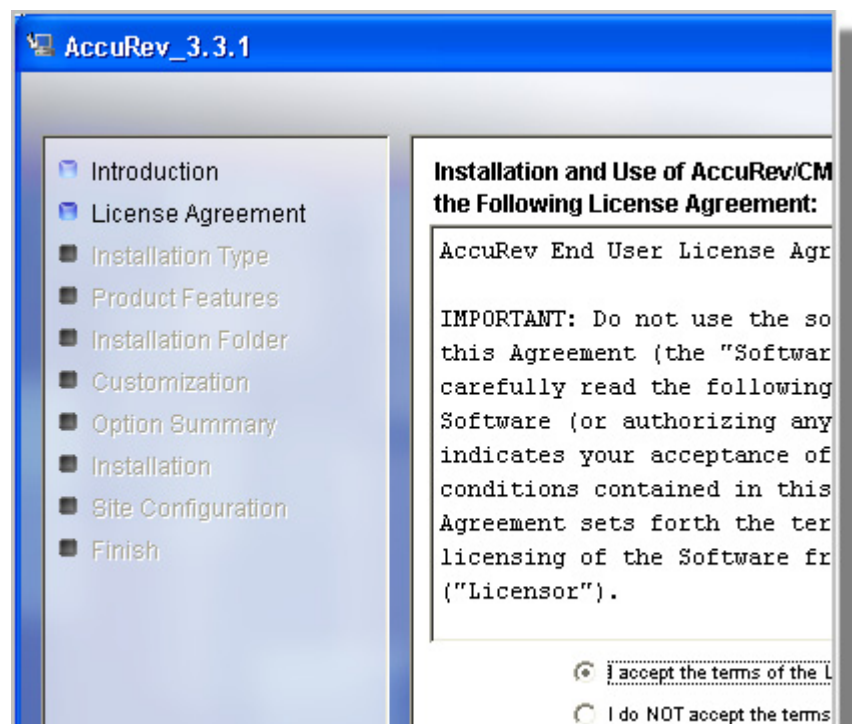 AccuRev_3.3.1
Introduction
License Agreement
Installation Type
Product Features
Installation Folder
Customization
Option Summary
Installation
Site Configuration
Finish
Installation and Use of AccuRev/CM
the Following License Agreement:
AccuRev End User License Agr
IMPORTANT: Do not use the so
this Agreement (the "Softwar
carefully read the following
Software (or authorizing any
indicates your acceptance of
conditions contained in this
Agreement sets forth the ter
licensing of the Software fr
("Licensor").
I accept the terms of the L
I do NOT accept the terms